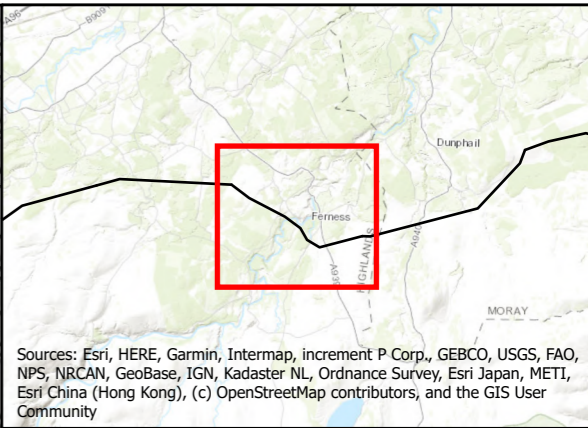 A96
B909
Dunphail
Ferness
HIGHLANDS
A940
A939
MORAY
Sources: Esri, HERE, Garmin, Intermap, increment P Corp., GEBCO, USGS, FAO,
NPS, NRCAN, GeoBase, IGN, Kadaster NL, Ordnance Survey, Esri Japan, METI,
Esri China (Hong Kong), (c) OpenStreetMap contributors, and the GIS User
Community